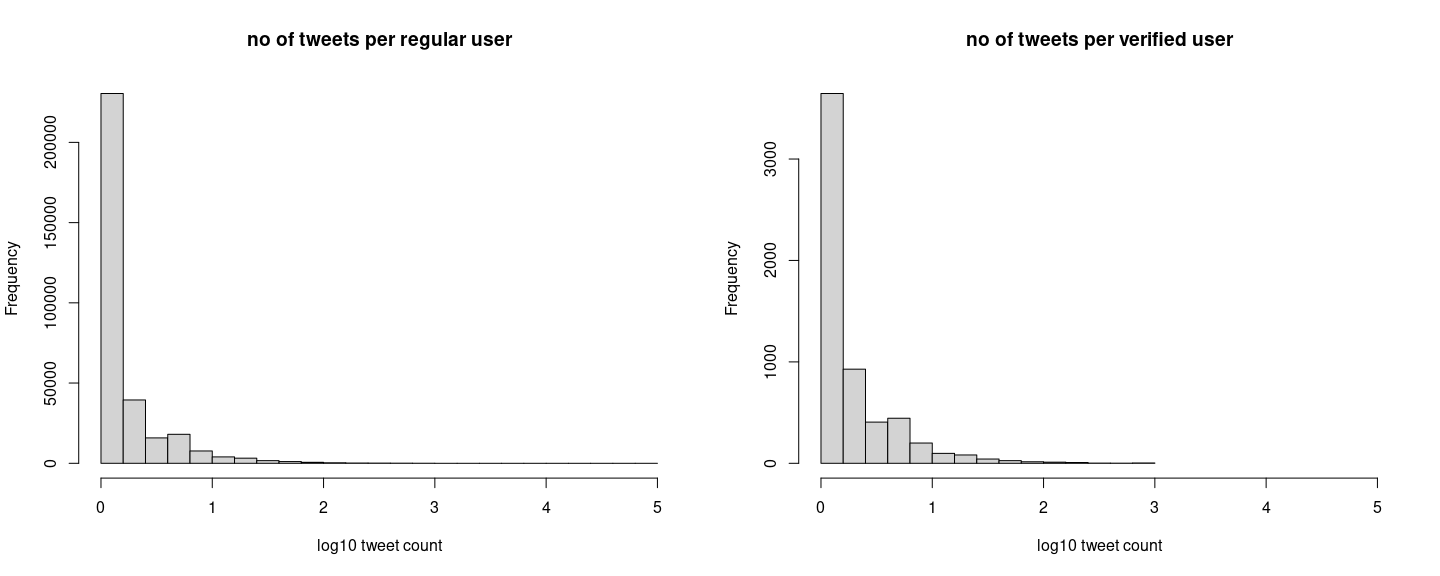 no of tweets per regular user
Frequency
200000
150000
100000
50000
0
0 1 2 3 4 5
log10 tweet count
no of tweets per verified user
Frequency
3000
2000
1000
0
0 1 2 3 4 5
log10 tweet count